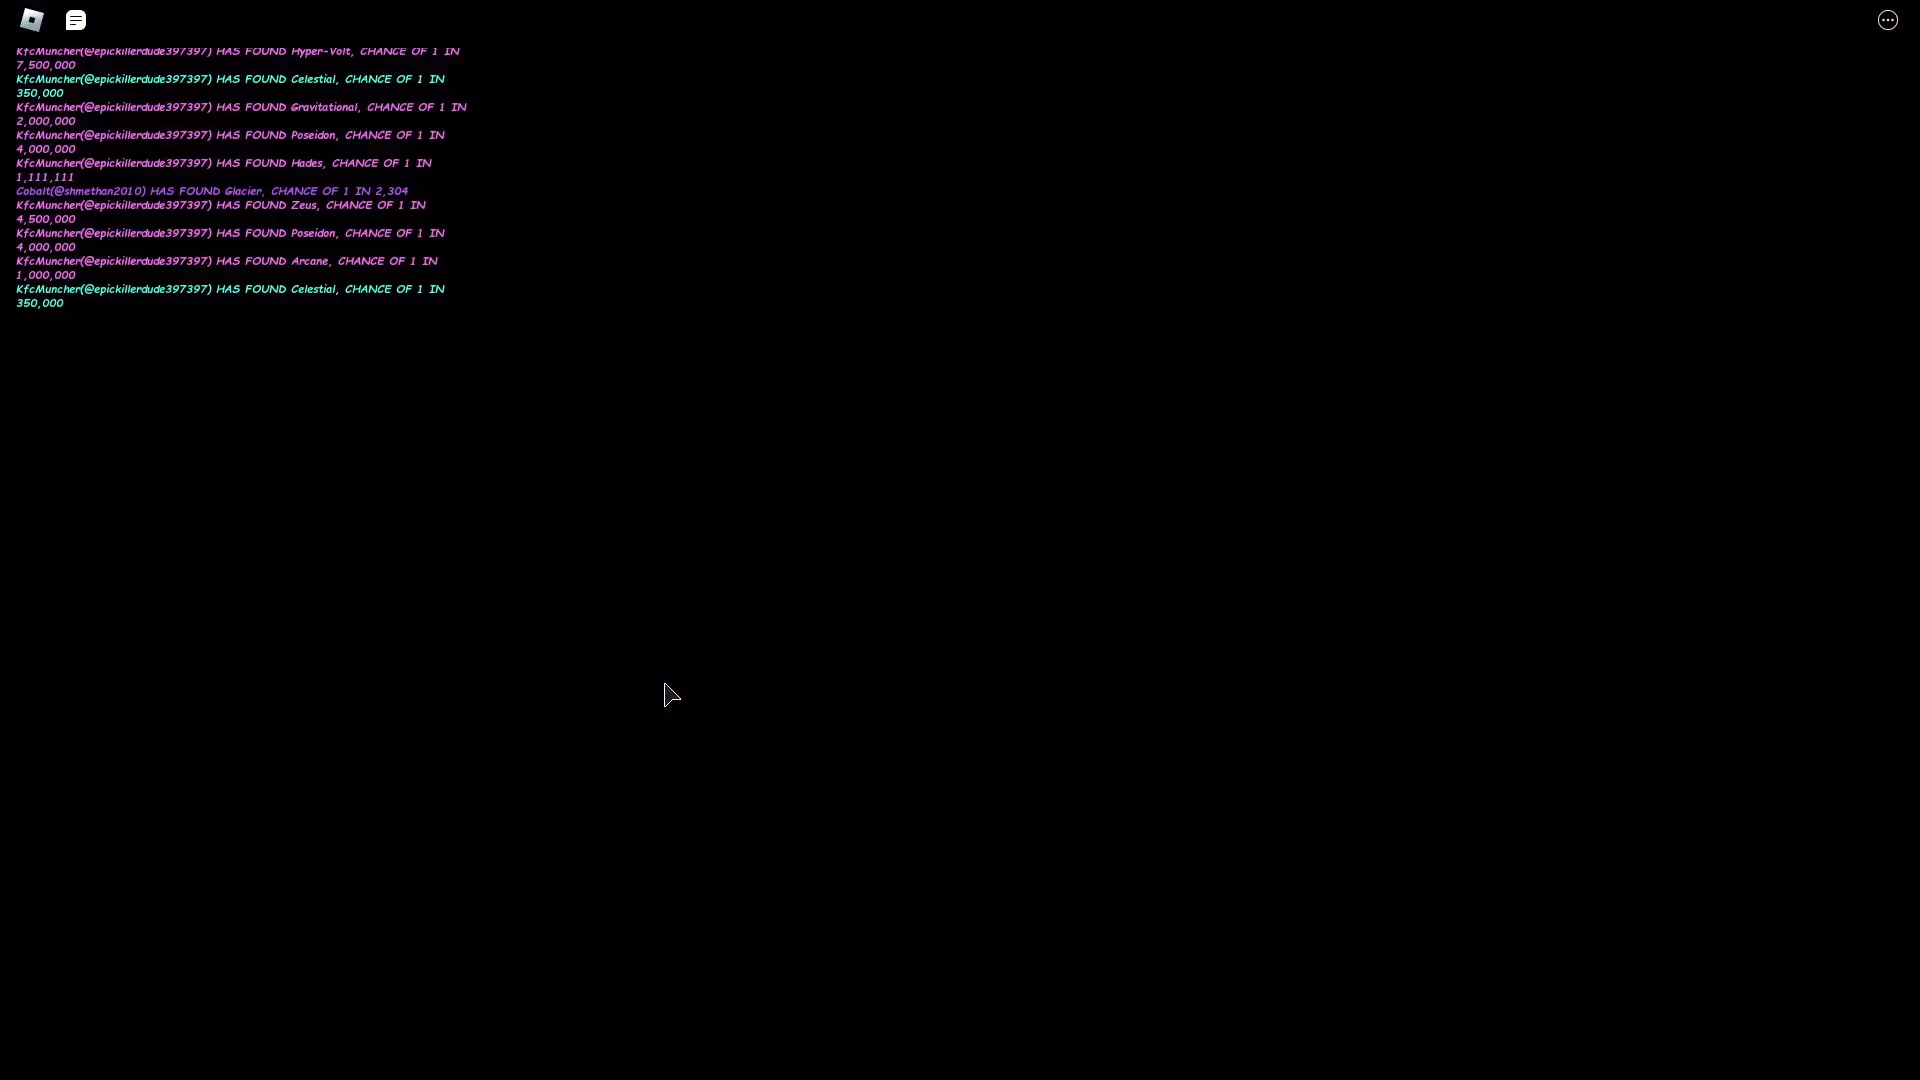 KfcMuncher(@epickillerdude397397) HAS FOUND Hyper-Volt, CHANCE OF 1 IN
7,500,000
KfcMuncher(@epickillerdude397397) HAS FOUND Celestial, CHANCE OF 1 IN
350,000
KfcMuncher(@epickillerdude397397) HAS FOUND Gravitational, CHANCE OF 1 IN
2,000,000
KfcMuncher(@epickillerdude397397) HAS FOUND Poseidon, CHANCE OF 1 IN
4,000,000
KfcMuncher(@epickillerdude397397) HAS FOUND Hades, CHANCE OF 1 IN
1,111,111
Cobalt(@shmethan2010) HAS FOUND Glacier, CHANCE OF 1 IN 2,304
KfcMuncher(@epickillerdude397397) HAS FOUND Zeus, CHANCE OF 1 IN
4,500,000
KfcMuncher(@epickillerdude397397) HAS FOUND Poseidon, CHANCE OF 1 IN
4,000,000
KfcMuncher(@epickillerdude397397) HAS FOUND Arcane, CHANCE OF 1 IN
1,000,000
KfcMuncher(@epickillerdude397397) HAS FOUND Celestial, CHANCE OF 1 IN
350,000